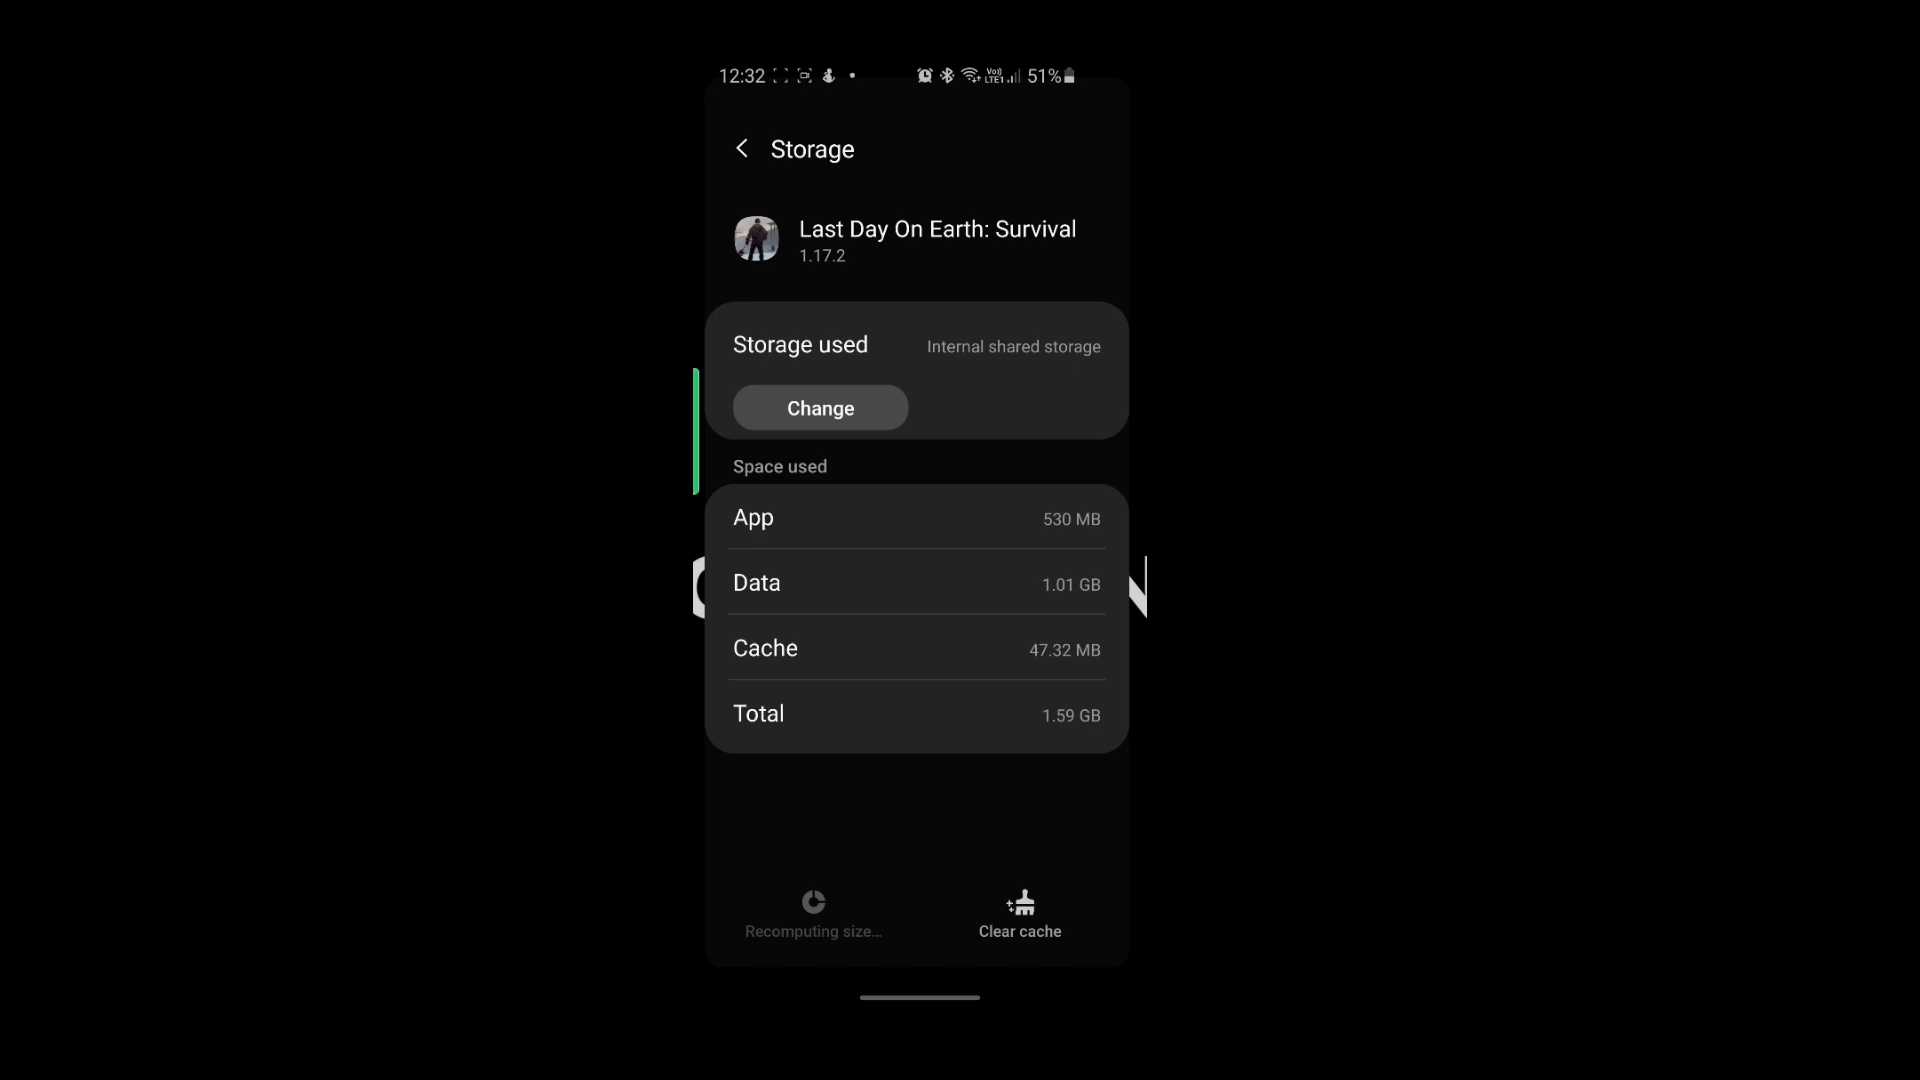 12:32 Vo)) LTE1 51%
Storage
Last Day On Earth: Survival
1.17.2
Storage used Internal shared storage
Change
Space used
App 530 MB
Data 1.01 GB
Cache 47.32 MB
Total 1.59 GB
Recomputing size...
Clear cache